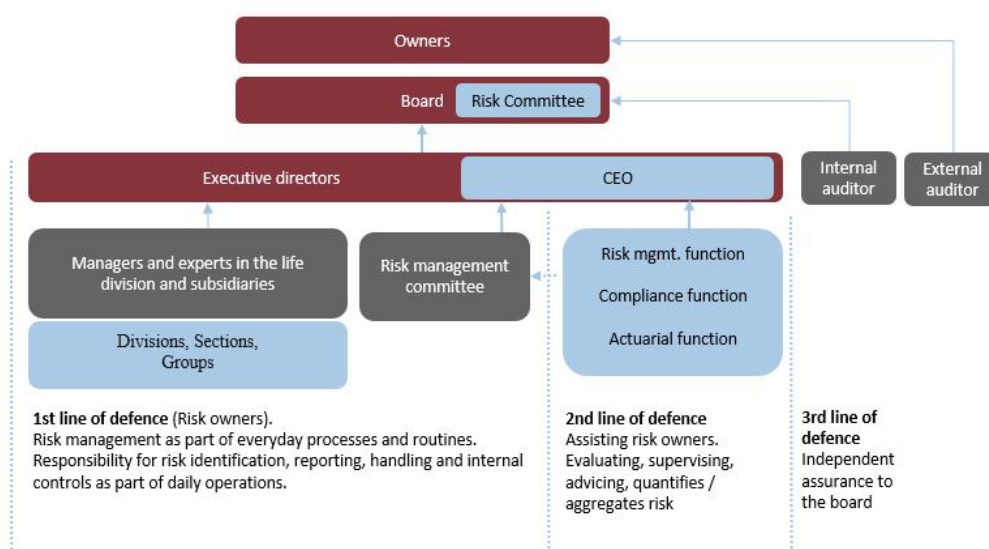 Owners
Board
Risk Committee
Executive directors
CEO
Internal
auditor
External
auditor
Managers and experts in the life
division and subsidiaries
Risk management
committee
Risk mgmt. function
Compliance function
Actuarial function
Divisions, Sections,
Groups
1st line of defence (Risk owners).
Risk management as part of everyday processes and routines.
Responsibility for risk identification, reporting, handling and internal
controls as part of daily operations.
2nd line of defence
Assisting risk owners.
Evaluating, supervising,
advicing, quantifies /
aggregates risk
3rd line of
defence
Independent
assurance to
the board